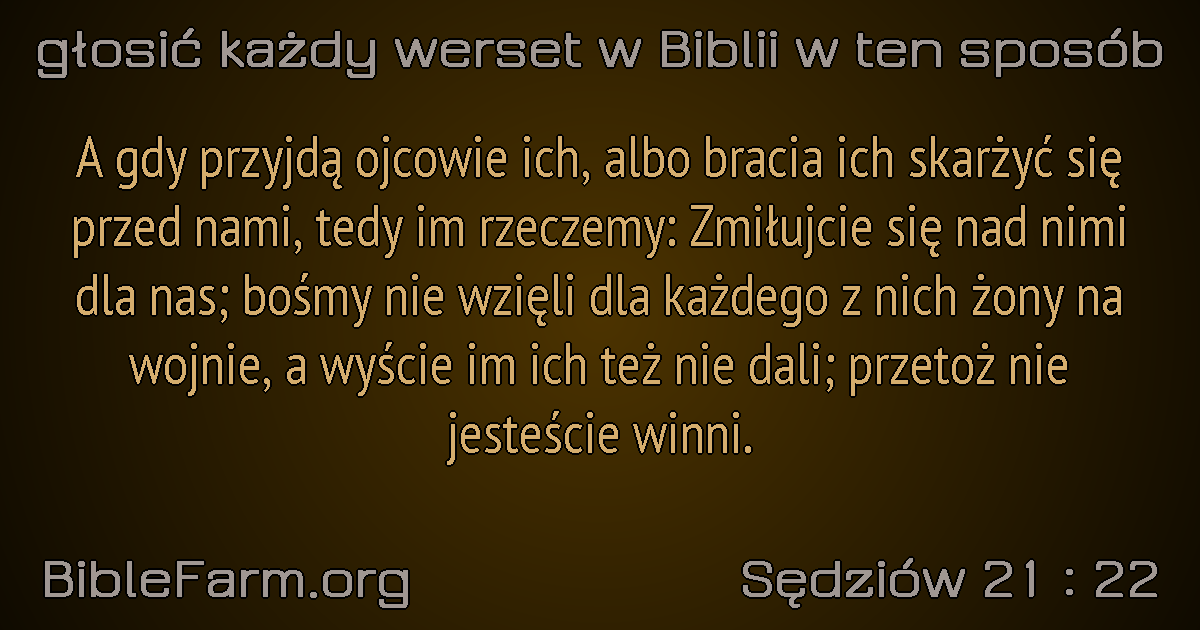 głosić każdy werset w Biblii w ten sposób
A gdy przyjdą ojcowie ich, albo bracia ich skarżyć się
przed nami, tedy im rzeczemy: Zmiłujcie się nad nimi
dla nas; bośmy nie wzięli dla każdego z nich żony na
wojnie, a wyście im ich też nie dali; przetoż nie
jesteście winni.
BibleFarm.org
Sędziów 21 : 22